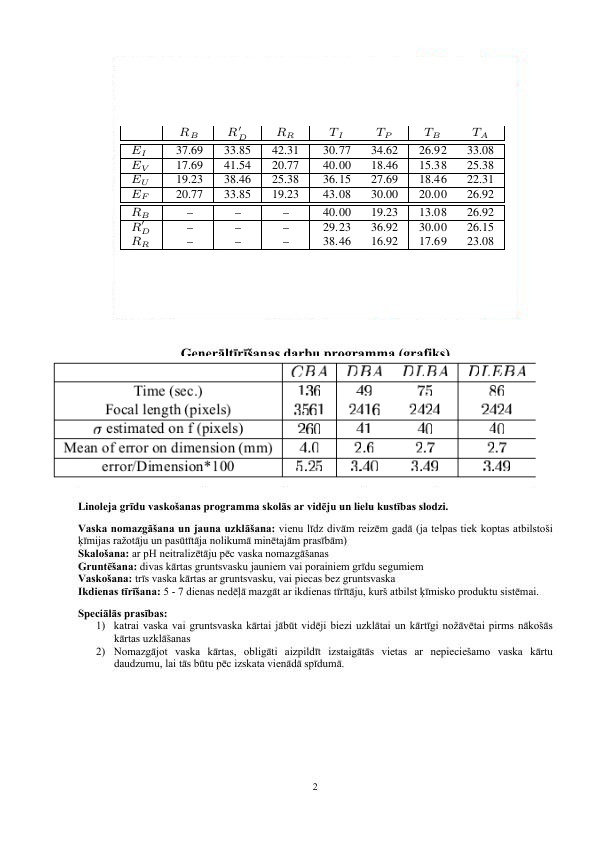 R_B R'_D R_R T_I T_P T_B T_A
E_I 37.69 33.85 42.31 30.77 34.62 26.92 33.08
E_V 17.69 41.54 20.77 40.00 18.46 15.38 25.38
E_U 19.23 38.46 25.38 36.15 27.69 18.46 22.31
E_F 20.77 33.85 19.23 43.08 30.00 20.00 26.92
R_B – – – 40.00 19.23 13.08 26.92
R'_D – – – 29.23 36.92 30.00 26.15
R_R – – – 38.46 16.92 17.69 23.08
Ģenerāltīrīšanas darbu programma (grafiks)
CBA DBA DLBA DLEBA
Time (sec.) 136 49 75 86
Focal length (pixels) 3561 2416 2424 2424
σ estimated on f (pixels) 260 41 40 40
Mean of error on dimension (mm) 4.0 2.6 2.7 2.7
error/Dimension*100 5.25 3.40 3.49 3.49
Linoleja grīdu vaskošanas programma skolās ar vidēju un lielu kustības slodzi.
Vaska nomazgāšana un jauna uzklāšana: vienu līdz divām reizēm gadā (ja telpas tiek koptas atbilstoši
ķīmijas ražotāju un pasūtītāja nolikumā minētajām prasībām)
Skalošana: ar pH neitralizētāju pēc vaska nomazgāšanas
Gruntēšana: divas kārtas gruntsvasku jauniem vai porainiem grīdu segumiem
Vaskošana: trīs vaska kārtas ar gruntsvasku, vai piecas bez gruntsvaska
Ikdienas tīrīšana: 5 - 7 dienas nedēļā mazgāt ar ikdienas tīrītāju, kurš atbilst ķīmisko produktu sistēmai.
Speciālās prasības:
1) katrai vaska vai gruntsvaska kārtai jābūt vidēji biezi uzklātai un kārtīgi nožāvētai pirms nākošās
kārtas uzklāšanas
2) Nomazgājot vaska kārtas, obligāti aizpildīt izstaigātās vietas ar nepieciešamo vaska kārtu
daudzumu, lai tās būtu pēc izskata vienādā spīdumā.
2